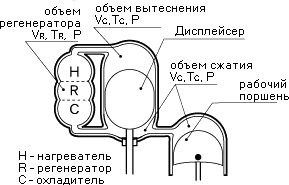 объем
регенератора
VR, TR, P
объем вытеснения
Vc,Tc, P
Дисплейсер
объем сжатия
Vc,Tc, P
рабочий
поршень
H
R
C
H - нагреватель
R - регенератор
C - охладитель